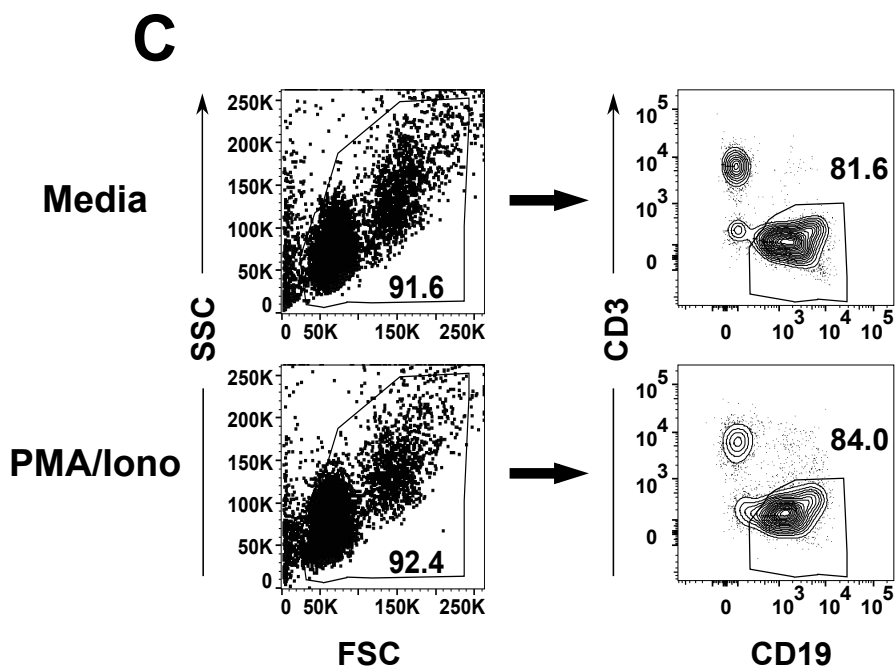 C
Media
SSC
250K
200K
150K
100K
50K
0
91.6
0 50K 150K 250K
CD3
10^5
10^4
10^3
0
81.6
0 10^3 10^4 10^5
PMA/Iono
250K
200K
150K
100K
50K
0
92.4
0 50K 150K 250K
FSC
10^5
10^4
10^3
0
84.0
0 10^3 10^4 10^5
CD19